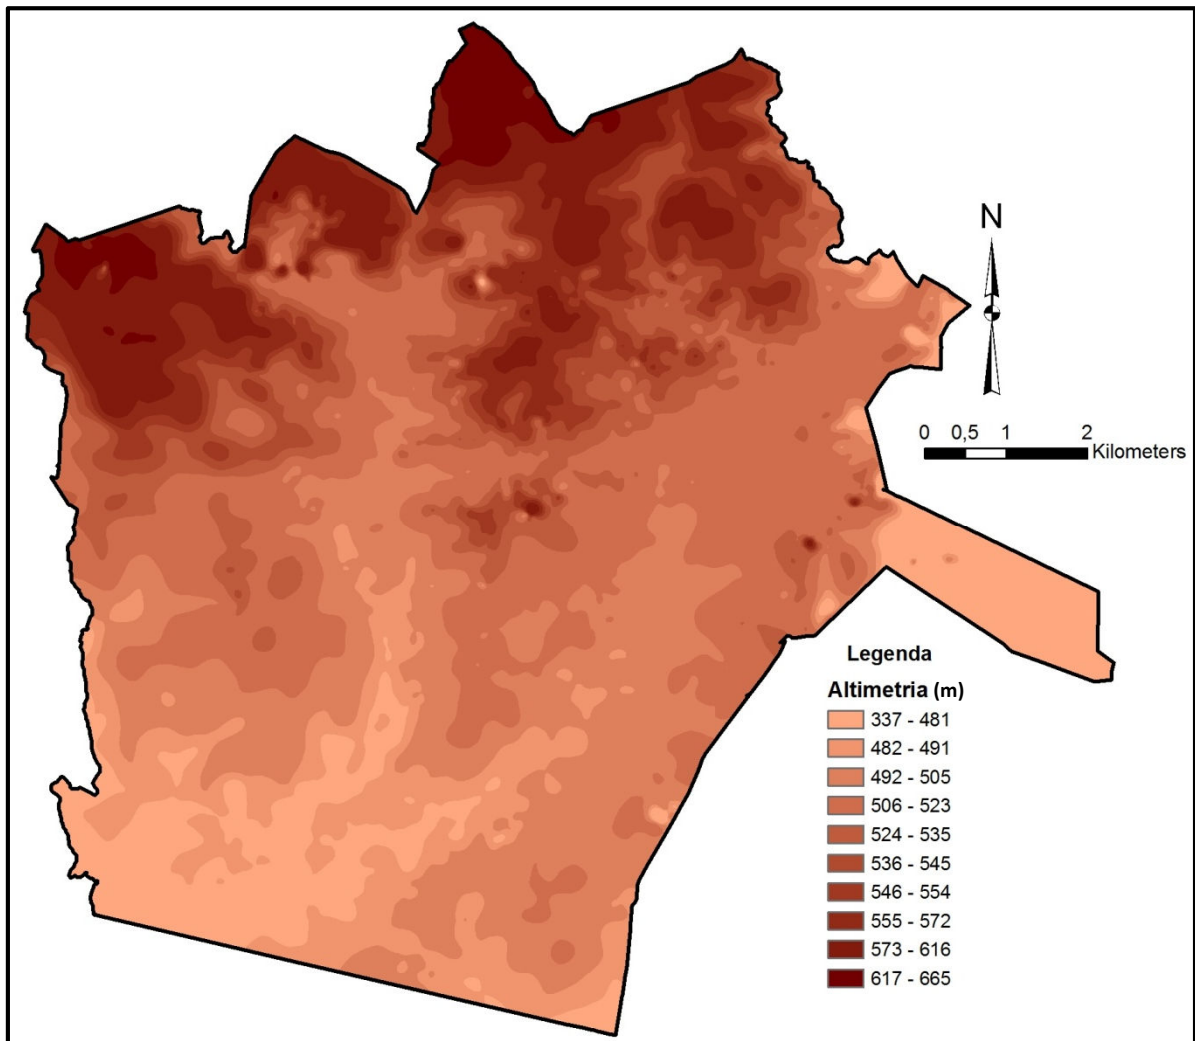 N
0 0,5 1 2
Kilometers
Legenda
Altimetria (m)
337 - 481
482 - 491
492 - 505
506 - 523
524 - 535
536 - 545
546 - 554
555 - 572
573 - 616
617 - 665